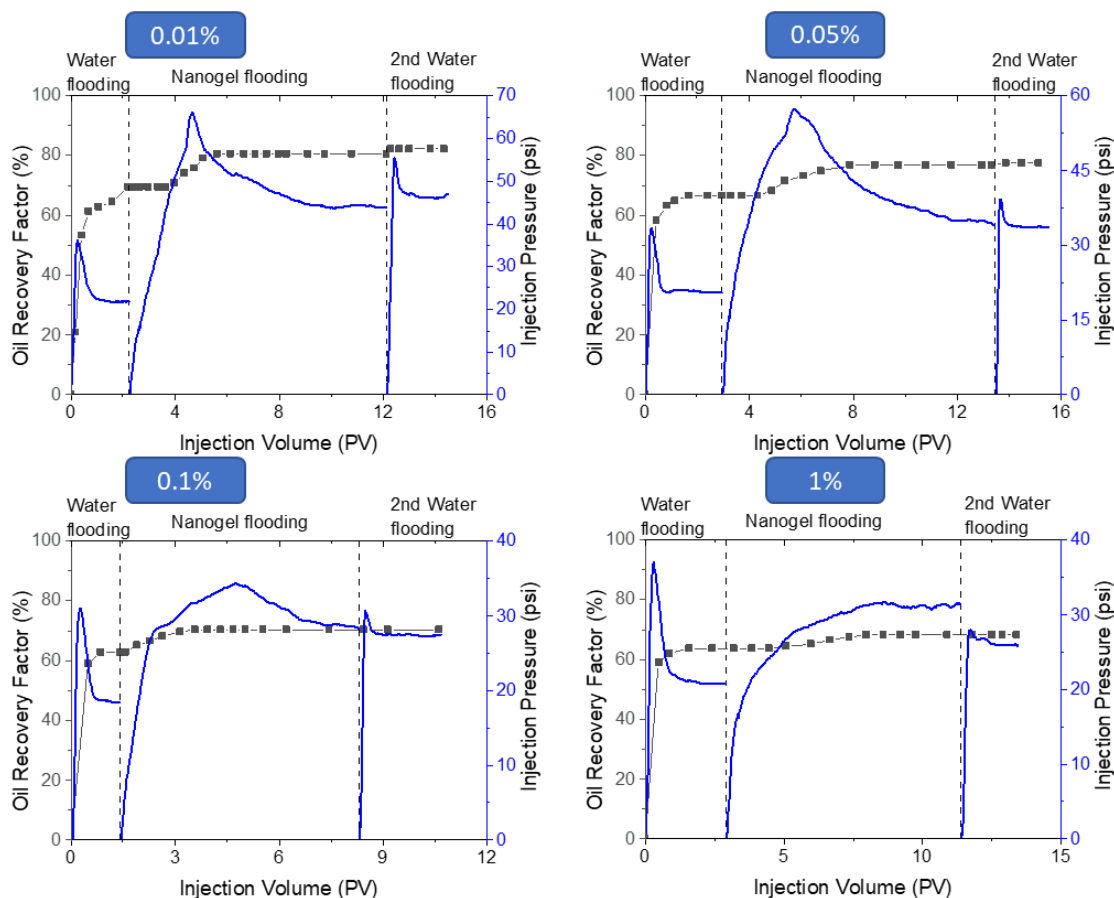 0.01%
Water
flooding
Nanogel flooding
2nd Water
flooding
Oil Recovery Factor (%)
100
80
60
40
20
0
Injection Pressure (psi)
70
60
50
40
30
20
10
0
0 4 8 12 16
Injection Volume (PV)
0.05%
Water
flooding
Nanogel flooding
2nd Water
flooding
Oil Recovery Factor (%)
100
80
60
40
20
0
Injection Pressure (psi)
60
45
30
15
0
0 4 8 12 16
Injection Volume (PV)
0.1%
Water
flooding
Nanogel flooding
2nd Water
flooding
Oil Recovery Factor (%)
100
80
60
40
20
0
Injection Pressure (psi)
40
30
20
10
0
0 3 6 9 12
Injection Volume (PV)
1%
Water
flooding
Nanogel flooding
2nd Water
flooding
Oil Recovery Factor (%)
100
80
60
40
20
0
Injection Pressure (psi)
40
30
20
10
0
0 5 10 15
Injection Volume (PV)